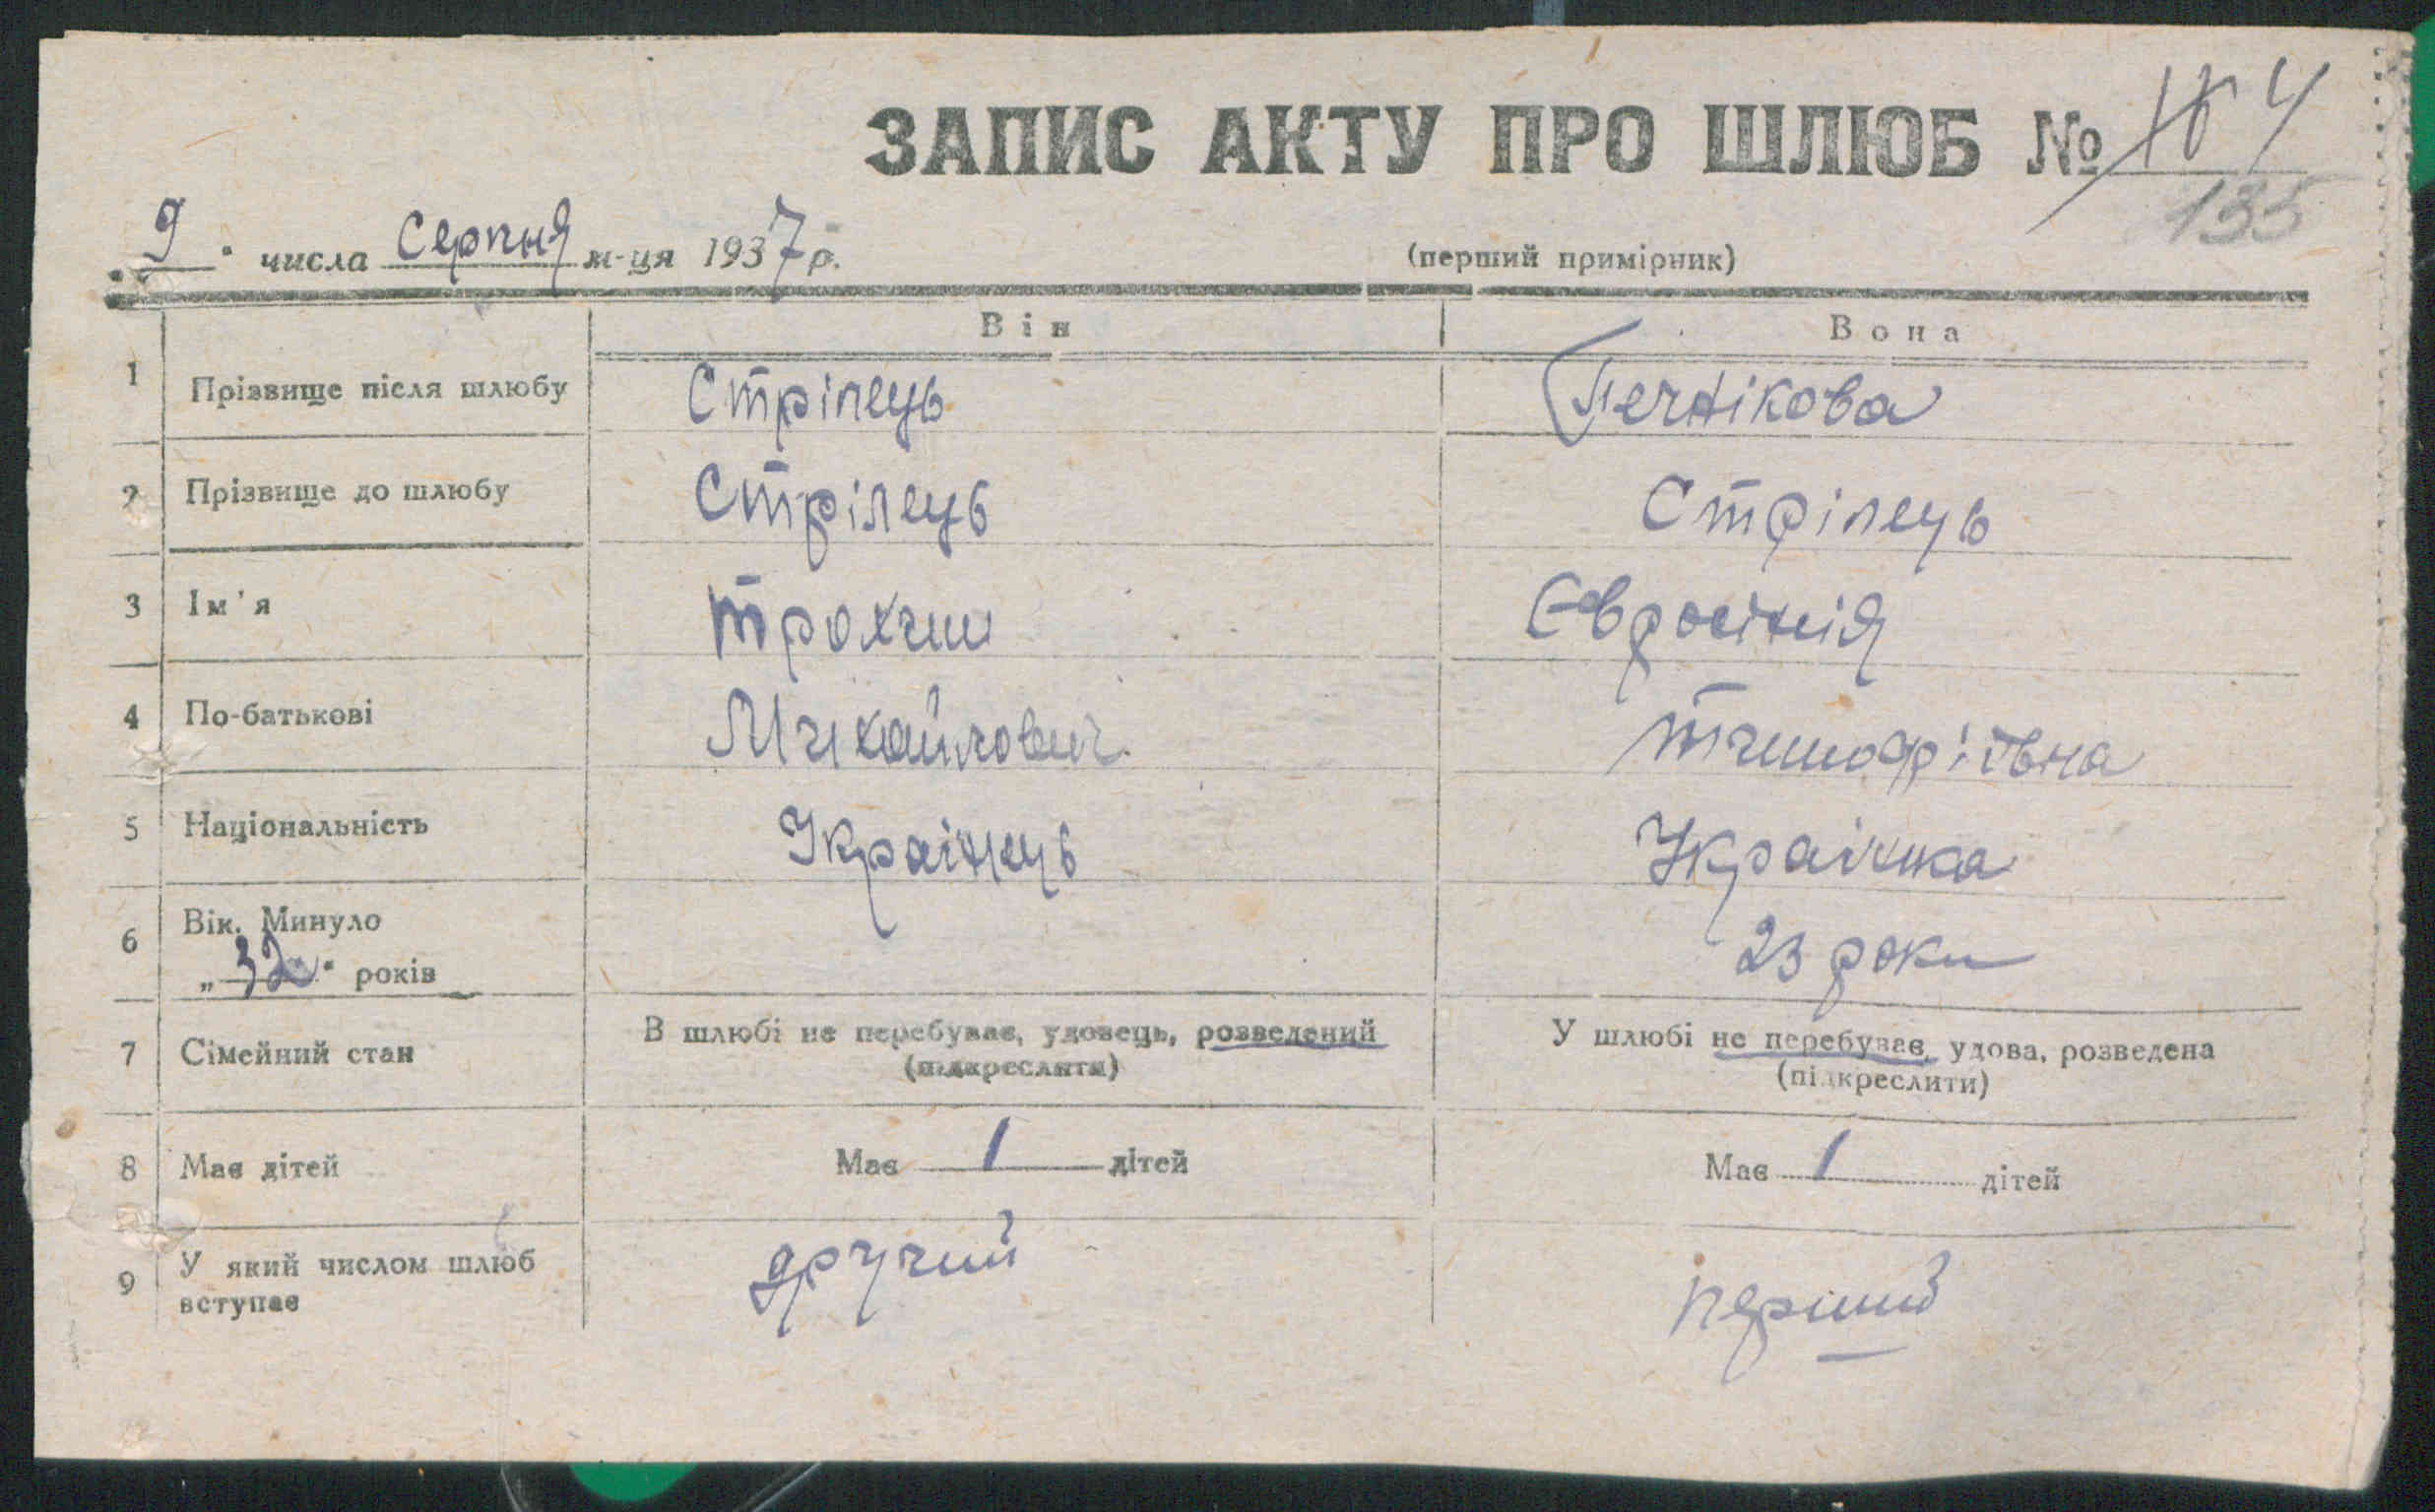 ЗАПИС АКТУ ПРО ШЛЮБ №
135
9 числа Серпня м-ця 1937 р.
(перший примірник)
Він Вона
1 Прізвище після шлюбу Стрілець Печнікова
2 Прізвище до шлюбу Стрілець Стрілець
3 Ім'я Трохим Євросінія
4 По-батькові Михайлович Тимофіївна
5 Національність Українець Українка
6 Вік. Минуло
„32" років 23 роки
7 Сімейний стан В шлюбі не перебуває, удовець, розведений У шлюбі не перебуває, удова, розведена
(підкреслити) (підкреслити)
8 Має дітей Має 1 дітей Має 1 дітей
9 У який числом шлюб
вступає другий перший